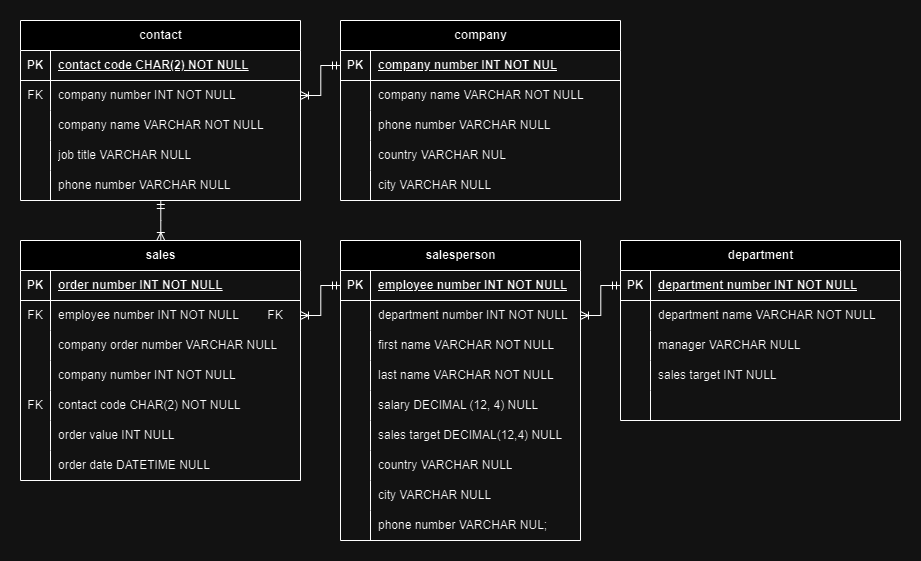 contact
PK contact code CHAR(2) NOT NULL
FK company number INT NOT NULL
company name VARCHAR NOT NULL
job title VARCHAR NULL
phone number VARCHAR NULL
company
PK company number INT NOT NUL
company name VARCHAR NOT NULL
phone number VARCHAR NULL
country VARCHAR NUL
city VARCHAR NULL
sales
PK order number INT NOT NULL
FK employee number INT NOT NULL FK
company order number VARCHAR NULL
company number INT NOT NULL
FK contact code CHAR(2) NOT NULL
order value INT NULL
order date DATETIME NULL
salesperson
PK employee number INT NOT NULL
department number INT NOT NULL
first name VARCHAR NOT NULL
last name VARCHAR NOT NULL
salary DECIMAL (12, 4) NULL
sales target DECIMAL(12,4) NULL
country VARCHAR NULL
city VARCHAR NULL
phone number VARCHAR NUL;
department
PK department number INT NOT NULL
department name VARCHAR NOT NULL
manager VARCHAR NULL
sales target INT NULL